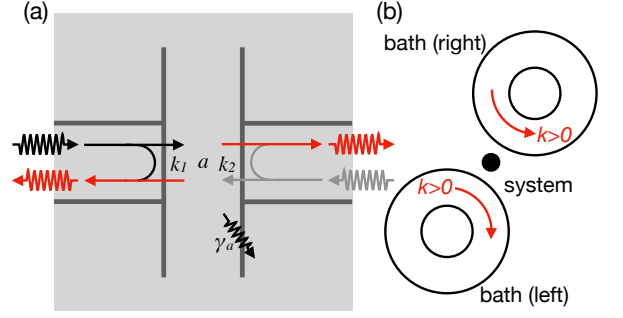 (a)
k1 a k2
γa
(b)
bath (right)
k>0
system
k>0
bath (left)